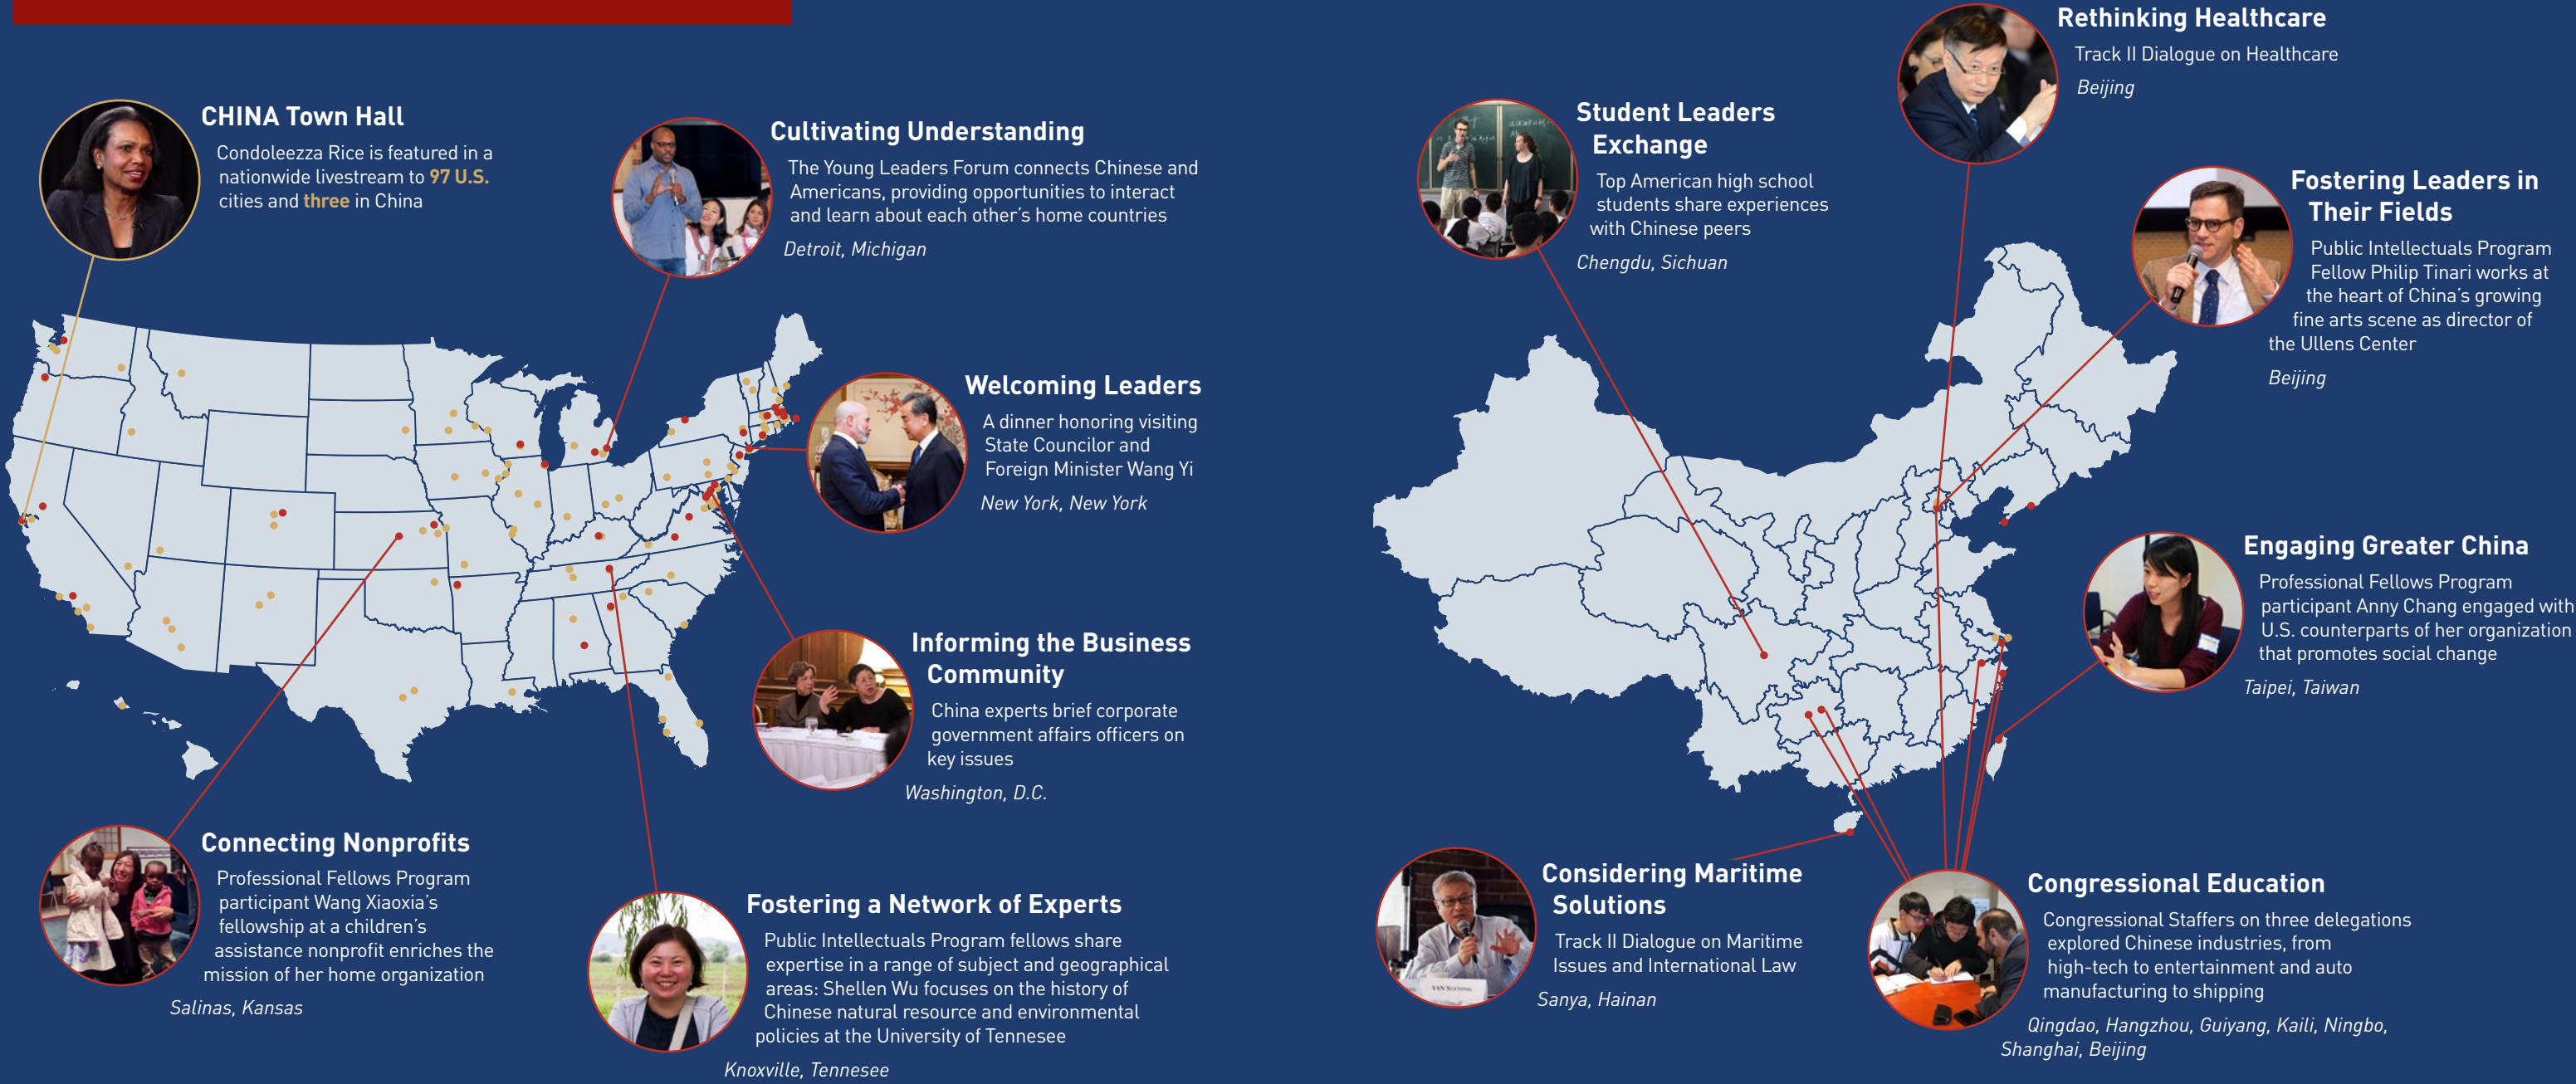 CHINA Town Hall
Condoleezza Rice is featured in a
nationwide livestream to 97 U.S.
cities and three in China
Cultivating Understanding
The Young Leaders Forum connects Chinese and
Americans, providing opportunities to interact
and learn about each other's home countries
Detroit, Michigan
Welcoming Leaders
A dinner honoring visiting
State Councilor and
Foreign Minister Wang Yi
New York, New York
Informing the Business
Community
China experts brief corporate
government affairs officers on
key issues
Washington, D.C.
Connecting Nonprofits
Professional Fellows Program
participant Wang Xiaoxia's
fellowship at a children's
assistance nonprofit enriches the
mission of her home organization
Salinas, Kansas
Fostering a Network of Experts
Public Intellectuals Program fellows share
expertise in a range of subject and geographical
areas: Shellen Wu focuses on the history of
Chinese natural resource and environmental
policies at the University of Tennesee
Knoxville, Tennesee
Student Leaders
Exchange
Top American high school
students share experiences
with Chinese peers
Chengdu, Sichuan
Rethinking Healthcare
Track II Dialogue on Healthcare
Beijing
Fostering Leaders in
Their Fields
Public Intellectuals Program
Fellow Philip Tinari works at
the heart of China's growing
fine arts scene as director of
the Ullens Center
Beijing
Engaging Greater China
Professional Fellows Program
participant Anny Chang engaged with
U.S. counterparts of her organization
that promotes social change
Taipei, Taiwan
Considering Maritime
Solutions
Track II Dialogue on Maritime
Issues and International Law
Sanya, Hainan
YAN XUETONG
Congressional Education
Congressional Staffers on three delegations
explored Chinese industries, from
high-tech to entertainment and auto
manufacturing to shipping
Qingdao, Hangzhou, Guiyang, Kaili, Ningbo,
Shanghai, Beijing